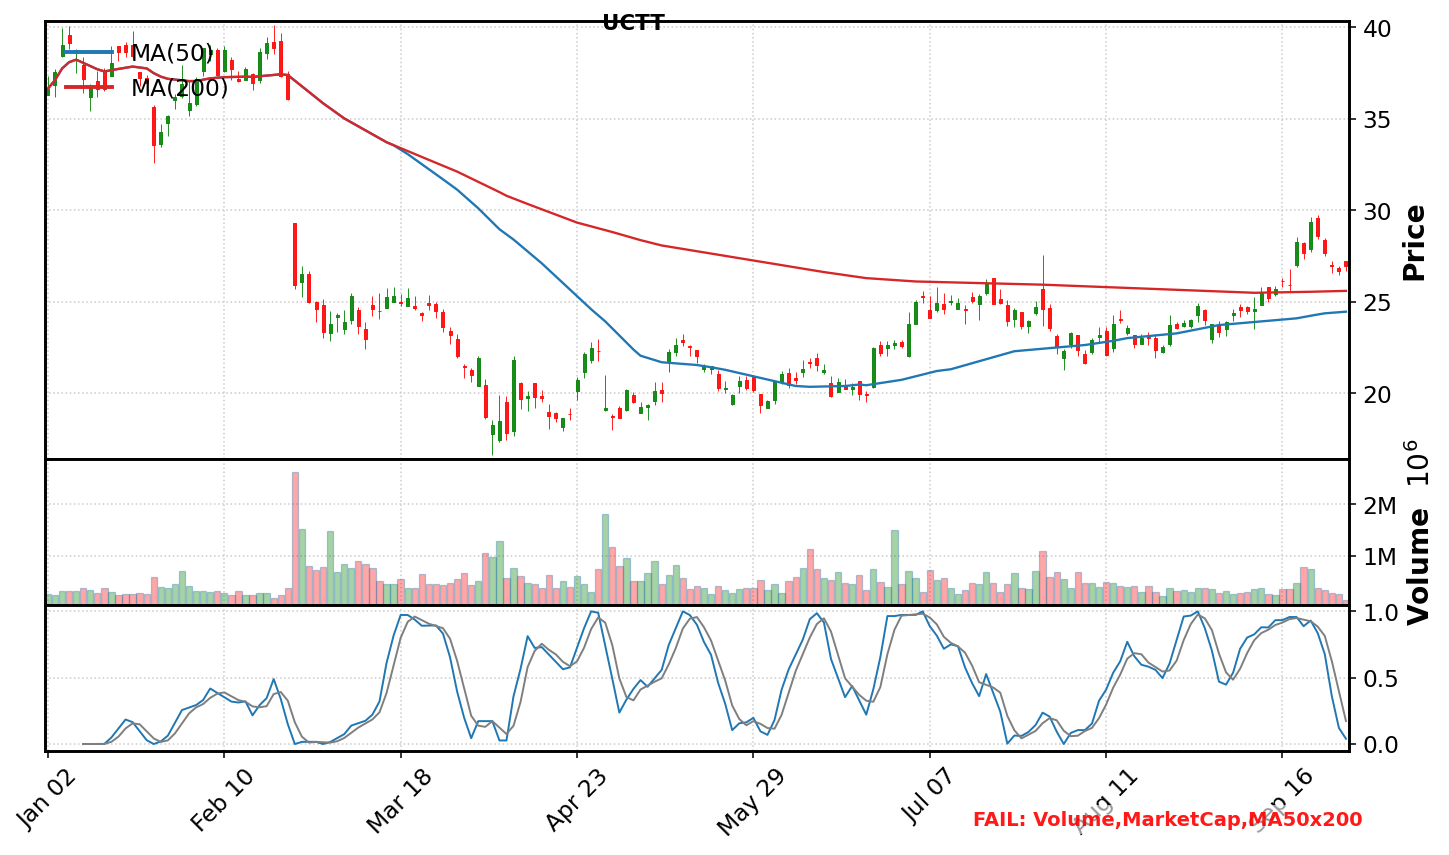 UCTT
MA(50)
MA(200)
40
35
30
25
20
Price
2M
1M
Volume 10^6
1.0
0.5
0.0
Jan 02
Feb 10
Mar 18
Apr 23
May 29
Jul 07
Aug 11
Sep 16
FAIL: Volume,MarketCap,MA50x200